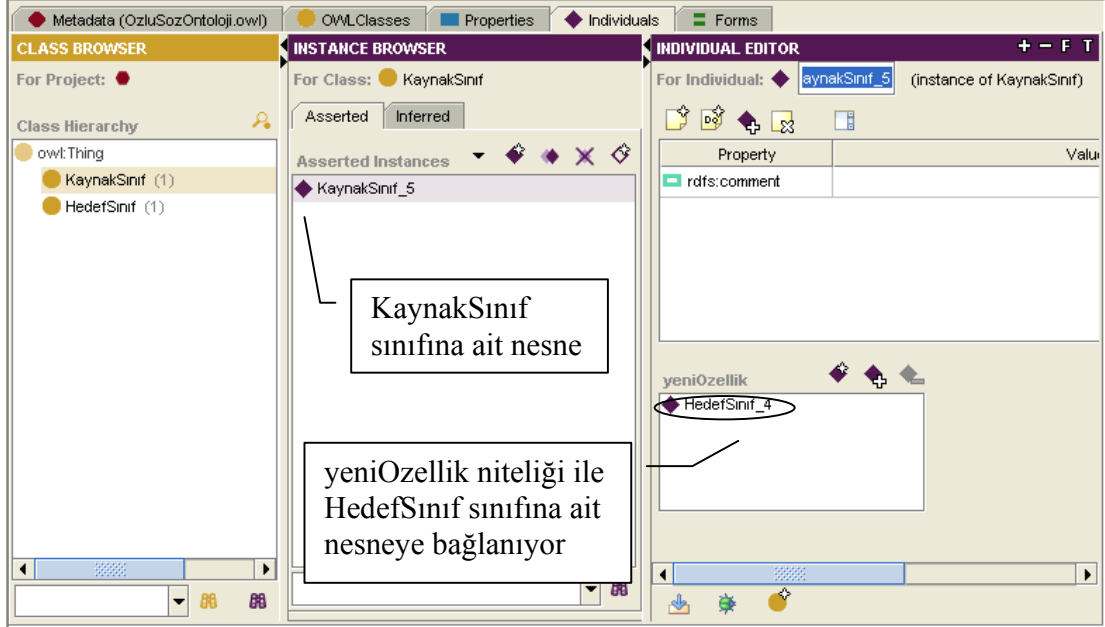 Metadata (OzluSozOntoloji.owl)
OWLClasses
Properties
Individuals
Forms
CLASS BROWSER
For Project:
Class Hierarchy
owl:Thing
KaynakSınıf (1)
HedefSınıf (1)
INSTANCE BROWSER
For Class: KaynakSınıf
Asserted
Inferred
Asserted Instances
KaynakSınıf_5
KaynakSınıf
sınıfına ait nesne
yeniOzellik niteliği ile
HedefSınıf sınıfına ait
nesneye bağlanıyor
INDIVIDUAL EDITOR
+ − F T
For Individual: aynakSınıf_5 (instance of KaynakSınıf)
Property
Valu
rdfs:comment
yeniOzellik
HedefSınıf_4